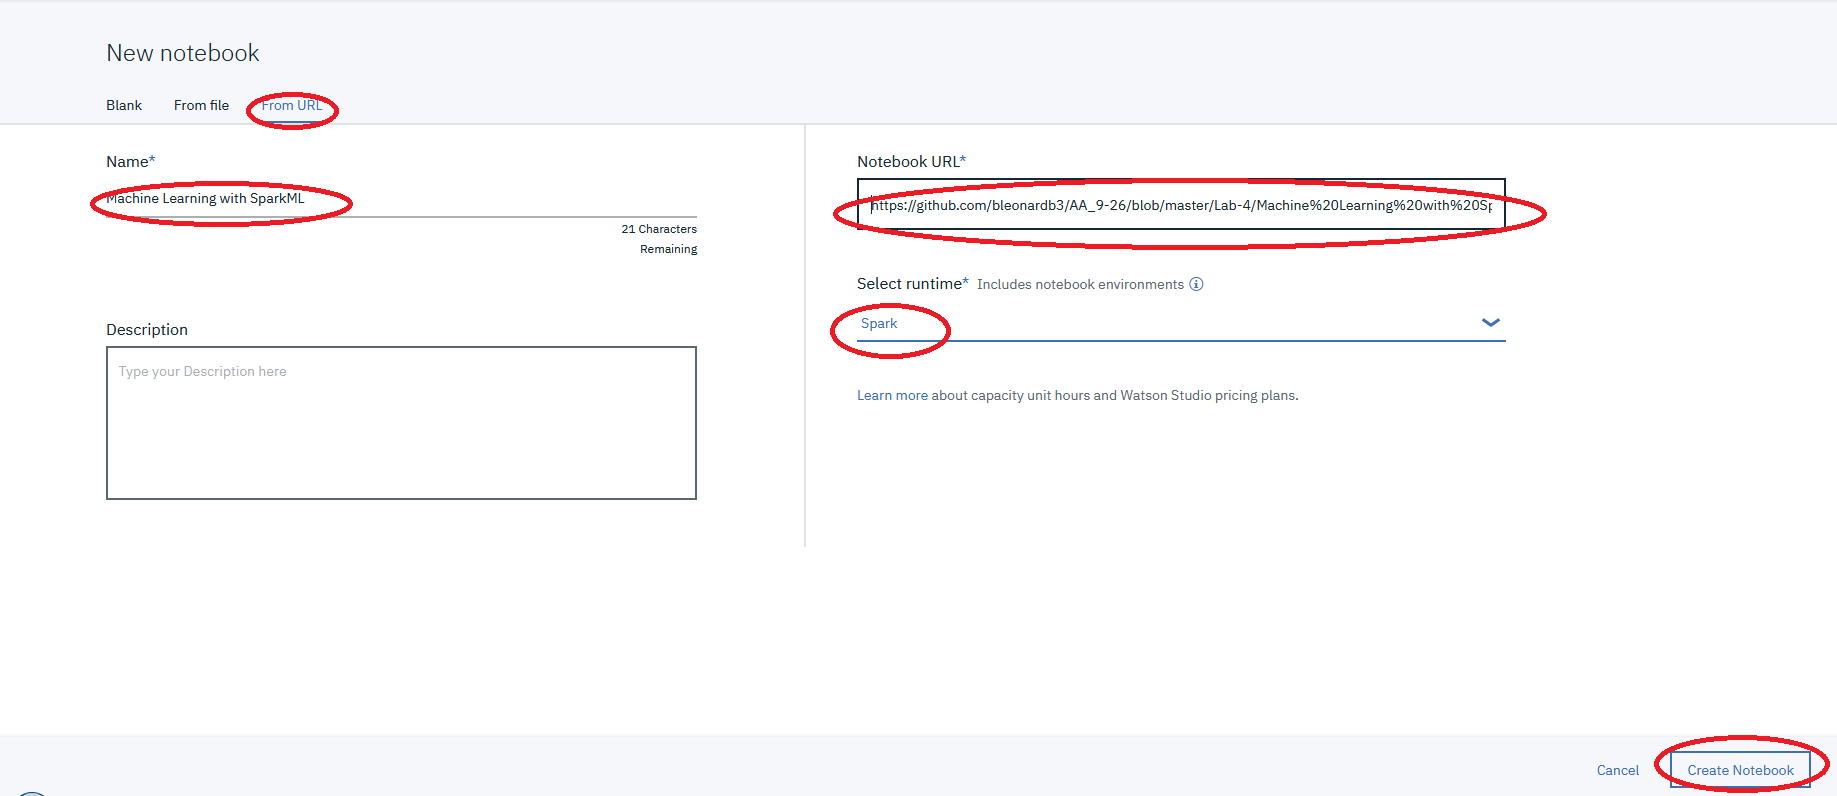 New notebook
Blank From file From URL
Name*
Machine Learning with SparkML
21 Characters
Remaining
Description
Type your Description here
Notebook URL*
https://github.com/bleonardb3/AA_9-26/blob/master/Lab-4/Machine%20Learning%20with%20Sp
Select runtime* Includes notebook environments
Spark
Learn more about capacity unit hours and Watson Studio pricing plans.
Cancel Create Notebook